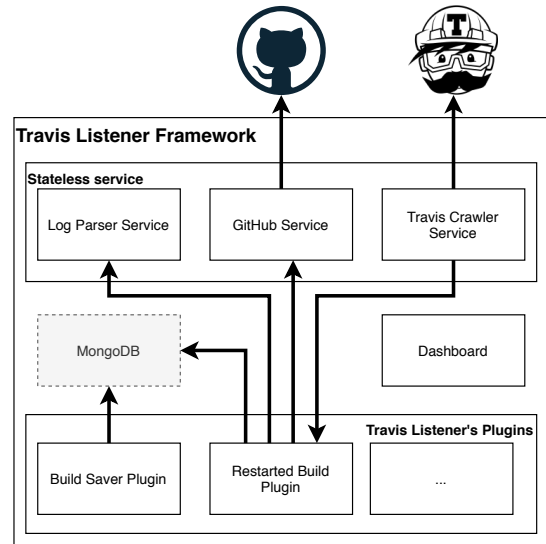 T
Travis Listener Framework
Stateless service
Log Parser Service
GitHub Service
Travis Crawler
Service
MongoDB
Dashboard
Travis Listener's Plugins
Build Saver Plugin
Restarted Build
Plugin
...